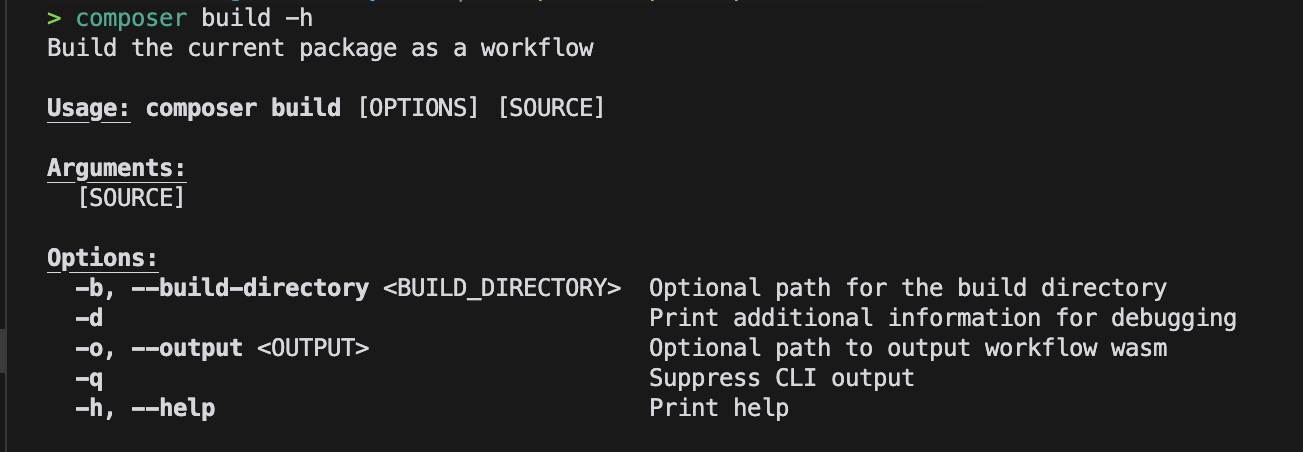 > composer build -h
Build the current package as a workflow
Usage: composer build [OPTIONS] [SOURCE]
Arguments:
[SOURCE]
Options:
-b, --build-directory <BUILD_DIRECTORY> Optional path for the build directory
-d Print additional information for debugging
-o, --output <OUTPUT> Optional path to output workflow wasm
-q Suppress CLI output
-h, --help Print help